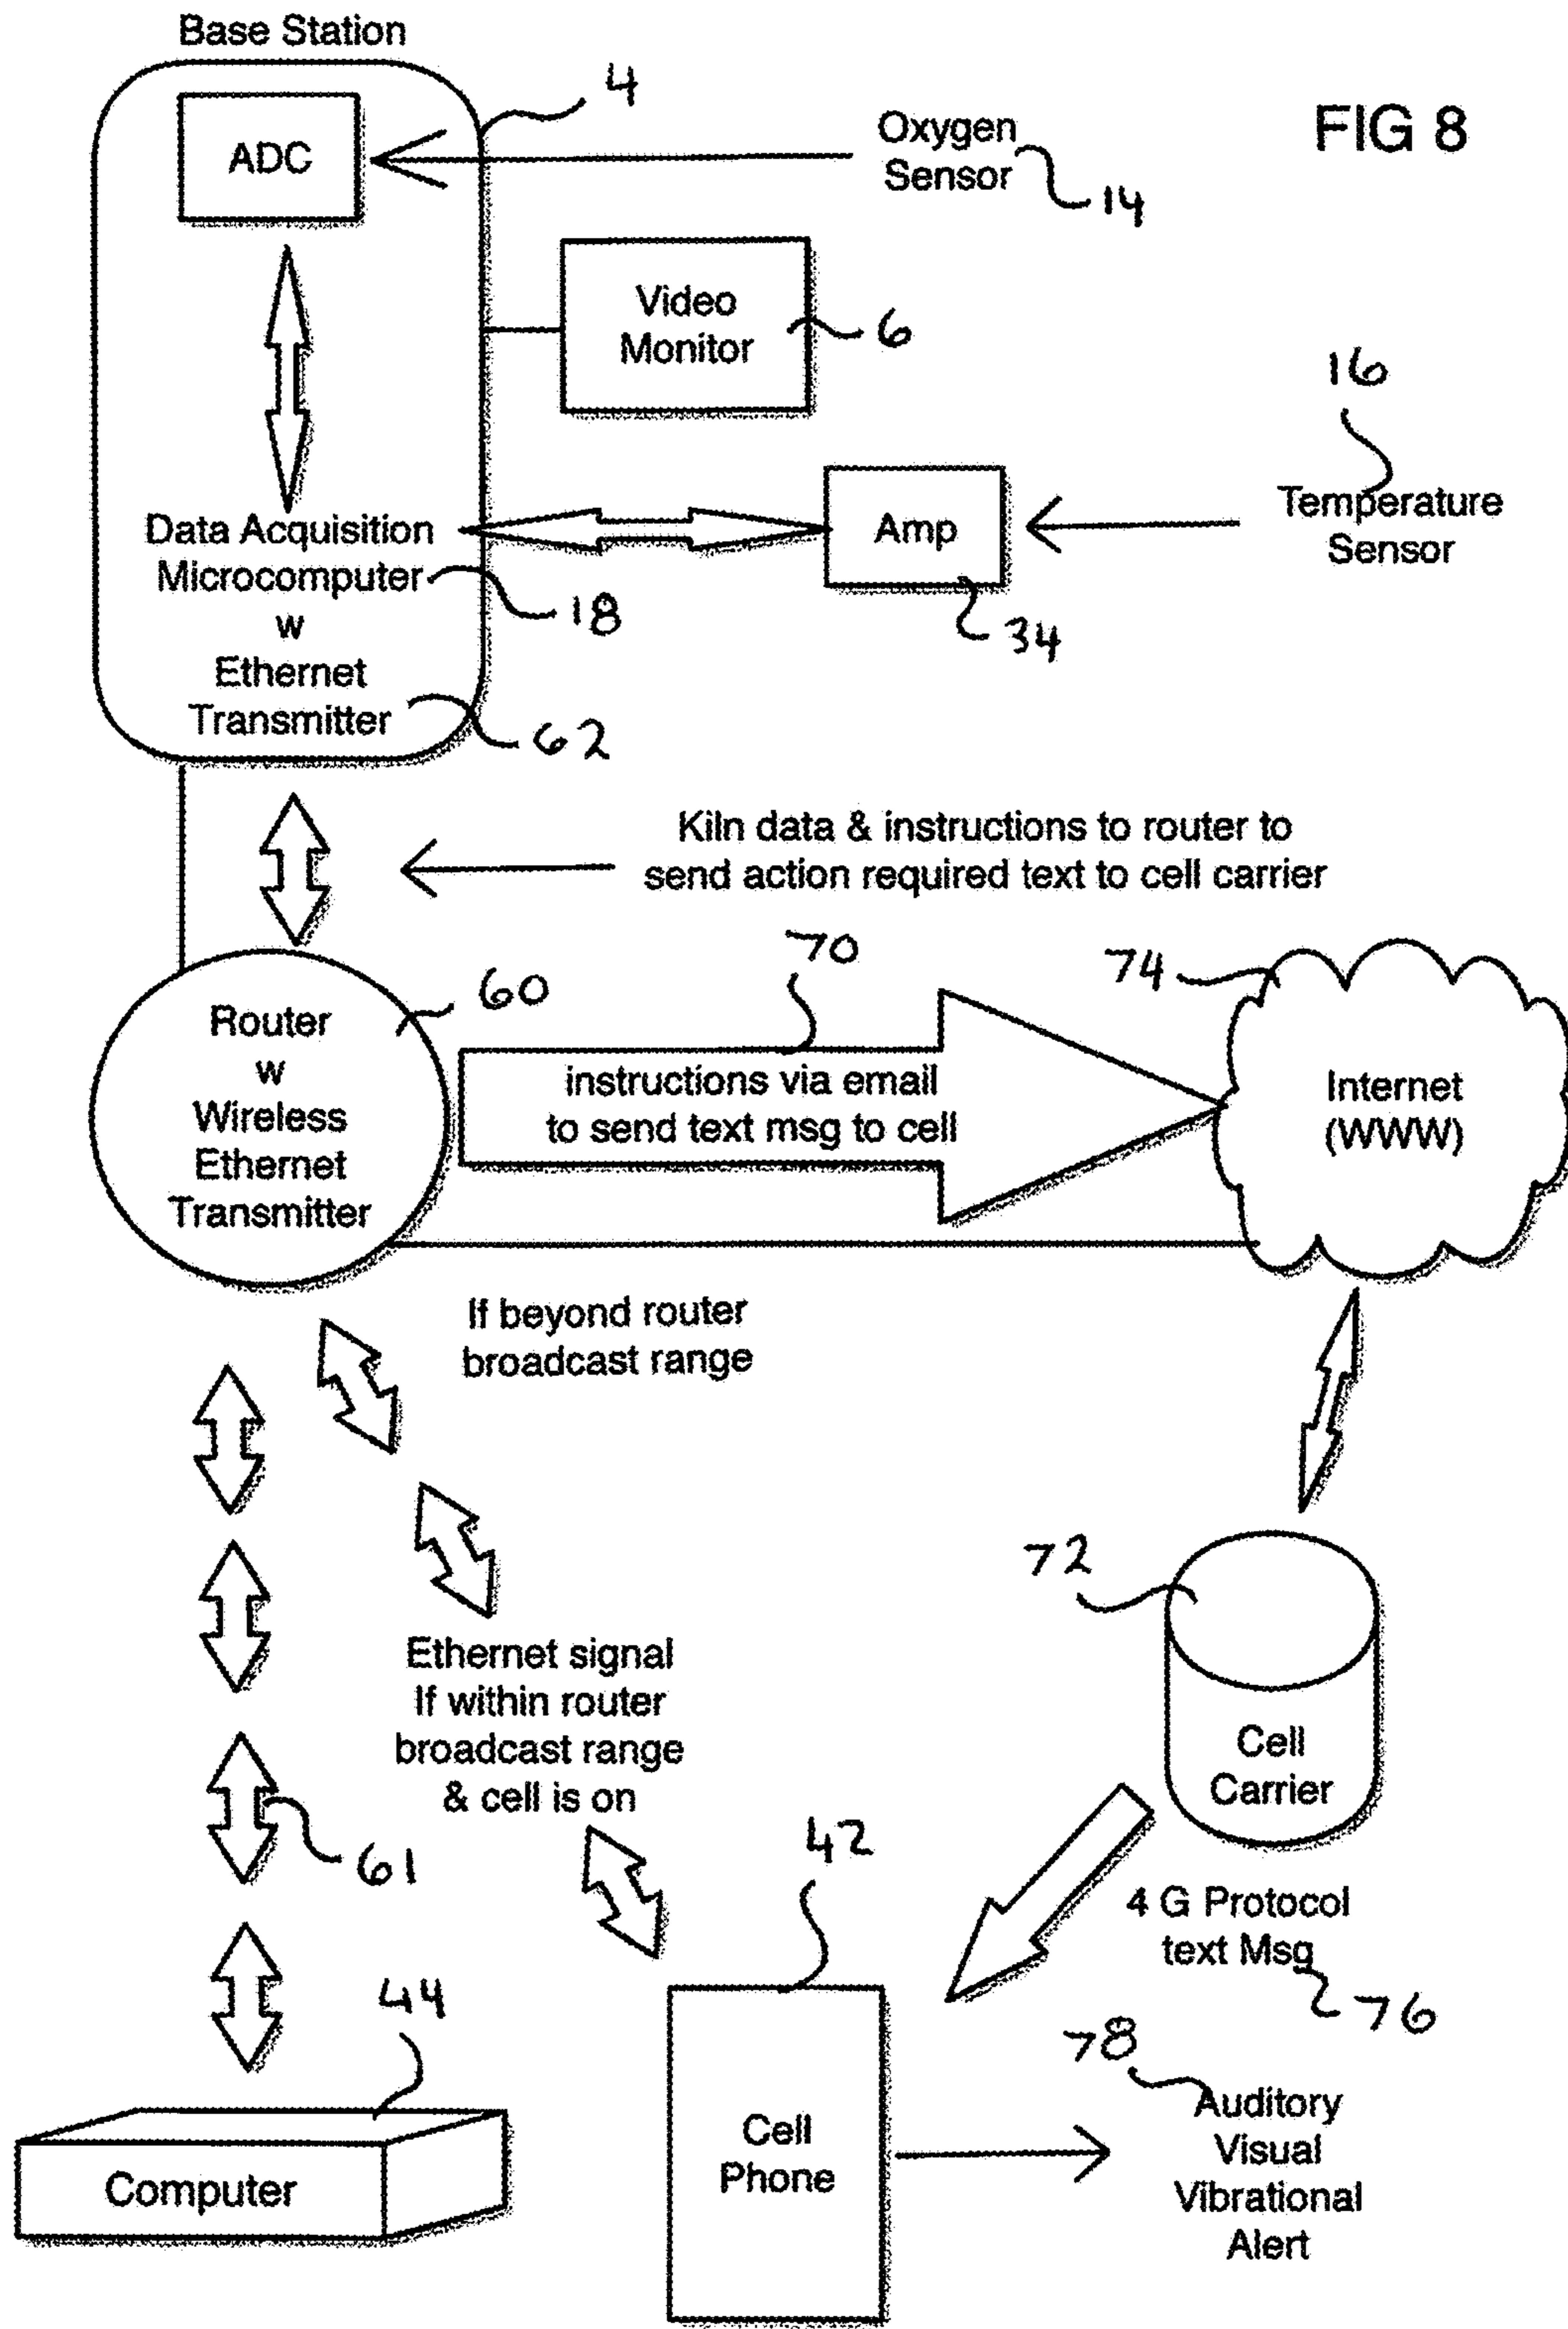 Base Station
4
ADC
Oxygen
Sensor
14
FIG 8
Video
Monitor
6
16
Temperature
Sensor
Amp
34
Data Acquisition
Microcomputer
18
w
Ethernet
Transmitter
62
Kiln data & instructions to router to
send action required text to cell carrier
70
74
60
Router
w
Wireless
Ethernet
Transmitter
instructions via email
to send text msg to cell
Internet
(WWW)
If beyond router
broadcast range
72
Ethernet signal
If within router
broadcast range
& cell is on
Cell
Carrier
61
42
4 G Protocol
text Msg
76
44
78
Computer
Cell
Phone
Auditory
Visual
Vibrational
Alert